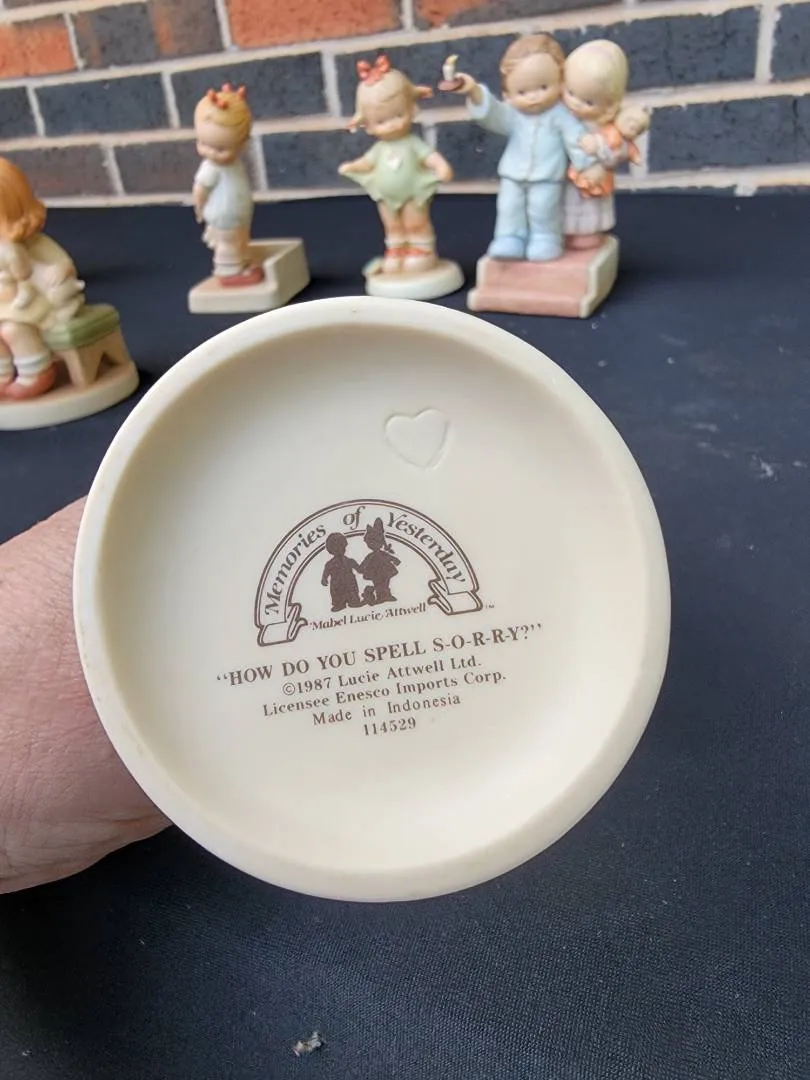 Memories of Yesterday
Mabel Lucie Attwell ™
“HOW DO YOU SPELL S-O-R-R-Y?”
©1987 Lucie Attwell Ltd.
Licensee Enesco Imports Corp.
Made in Indonesia
114529